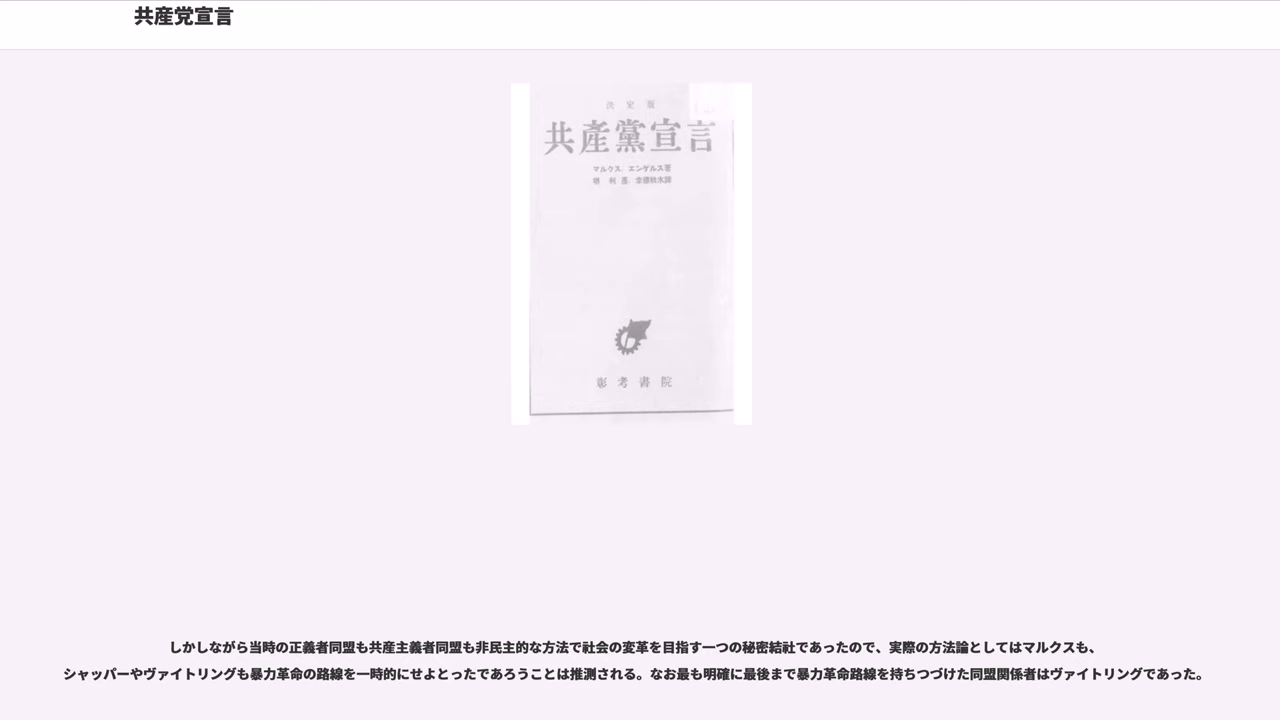 共産党宣言
決定版
共產黨宣言
マルクス エンゲルス著
堺 利彦 幸徳秋水譯
彰考書院
しかしながら当時の正義者同盟も共産主義者同盟も非民主的な方法で社会の変革を目指す一つの秘密結社であったので、実際の方法論としてはマルクスも、
シャッパーやヴァイトリングも暴力革命の路線を一時的にせよとったであろうことは推測される。なお最も明確に最後まで暴力革命路線を持ちつづけた同盟関係者はヴァイトリングであった。